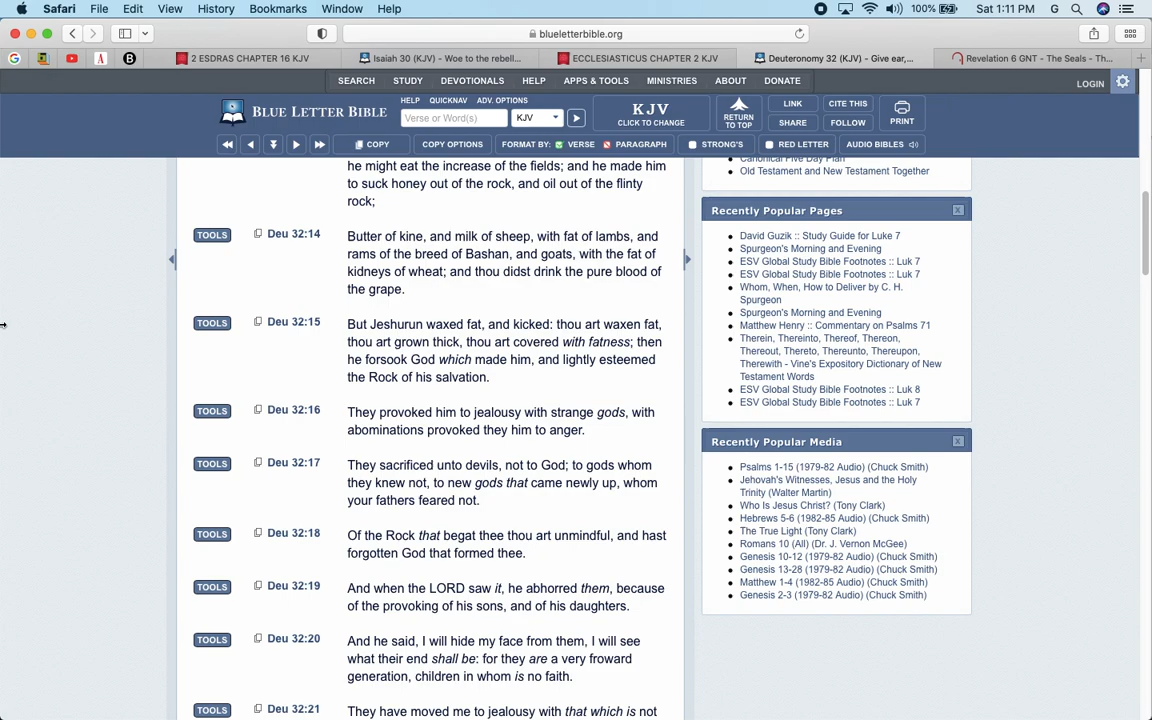 Safari File Edit View History Bookmarks Window Help 100% Sat 1:11 PM G
blueletterbible.org
2 ESDRAS CHAPTER 16 KJV
Isaiah 30 (KJV) - Woe to the rebell...
ECCLESIASTICUS CHAPTER 2 KJV
Deuteronomy 32 (KJV) - Give ear,...
Revelation 6 GNT - The Seals - Th...
SEARCH STUDY DEVOTIONALS HELP APPS & TOOLS MINISTRIES ABOUT DONATE LOGIN
BLUE LETTER BIBLE
HELP QUICKNAV ADV. OPTIONS
Verse or Word(s) KJV
KJV
CLICK TO CHANGE
RETURN
TO TOP
LINK CITE THIS
SHARE FOLLOW
PRINT
COPY COPY OPTIONS FORMAT BY: VERSE PARAGRAPH STRONG'S RED LETTER AUDIO BIBLES
he might eat the increase of the fields; and he made him
to suck honey out of the rock, and oil out of the flinty
rock;
TOOLS Deu 32:14 Butter of kine, and milk of sheep, with fat of lambs, and
rams of the breed of Bashan, and goats, with the fat of
kidneys of wheat; and thou didst drink the pure blood of
the grape.
TOOLS Deu 32:15 But Jeshurun waxed fat, and kicked: thou art waxen fat,
thou art grown thick, thou art covered with fatness; then
he forsook God which made him, and lightly esteemed
the Rock of his salvation.
TOOLS Deu 32:16 They provoked him to jealousy with strange gods, with
abominations provoked they him to anger.
TOOLS Deu 32:17 They sacrificed unto devils, not to God; to gods whom
they knew not, to new gods that came newly up, whom
your fathers feared not.
TOOLS Deu 32:18 Of the Rock that begat thee thou art unmindful, and hast
forgotten God that formed thee.
TOOLS Deu 32:19 And when the LORD saw it, he abhorred them, because
of the provoking of his sons, and of his daughters.
TOOLS Deu 32:20 And he said, I will hide my face from them, I will see
what their end shall be: for they are a very froward
generation, children in whom is no faith.
TOOLS Deu 32:21 They have moved me to jealousy with that which is not
Canonical Five Day Plan
Old Testament and New Testament Together
Recently Popular Pages X
David Guzik :: Study Guide for Luke 7
Spurgeon's Morning and Evening
ESV Global Study Bible Footnotes :: Luk 7
ESV Global Study Bible Footnotes :: Luk 7
Whom, When, How to Deliver by C. H.
Spurgeon
Spurgeon's Morning and Evening
Matthew Henry :: Commentary on Psalms 71
Therein, Thereinto, Thereof, Thereon,
Thereout, Thereto, Thereunto, Thereupon,
Therewith - Vine's Expository Dictionary of New
Testament Words
ESV Global Study Bible Footnotes :: Luk 8
ESV Global Study Bible Footnotes :: Luk 7
Recently Popular Media X
Psalms 1-15 (1979-82 Audio) (Chuck Smith)
Jehovah's Witnesses, Jesus and the Holy
Trinity (Walter Martin)
Who Is Jesus Christ? (Tony Clark)
Hebrews 5-6 (1982-85 Audio) (Chuck Smith)
The True Light (Tony Clark)
Romans 10 (All) (Dr. J. Vernon McGee)
Genesis 10-12 (1979-82 Audio) (Chuck Smith)
Genesis 13-28 (1979-82 Audio) (Chuck Smith)
Matthew 1-4 (1982-85 Audio) (Chuck Smith)
Genesis 2-3 (1979-82 Audio) (Chuck Smith)